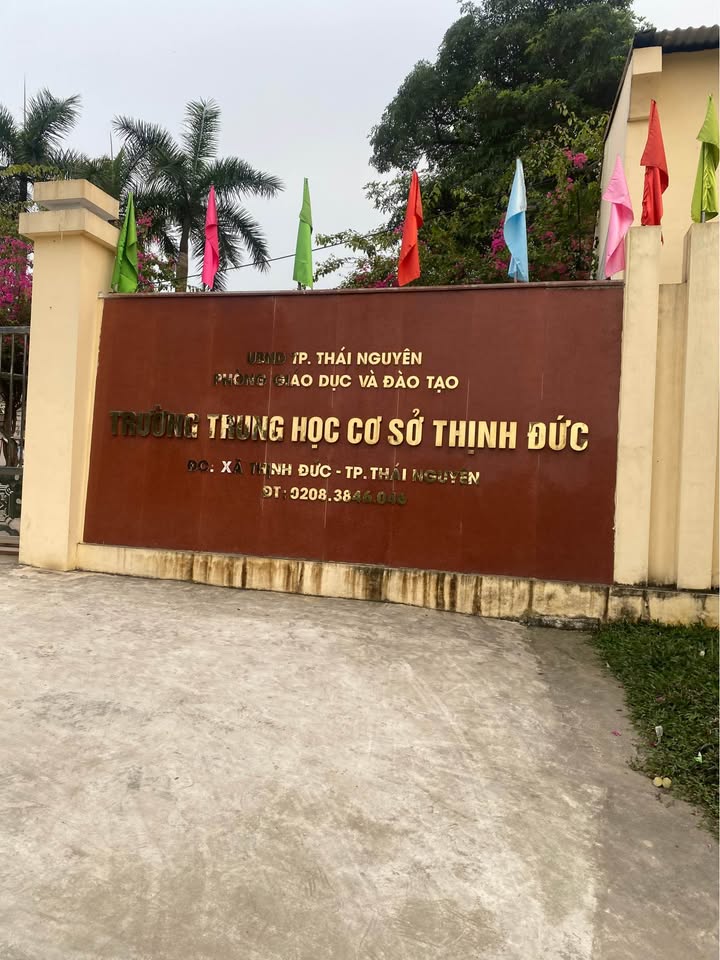 UBND TP. THÁI NGUYÊN
PHÒNG GIÁO DỤC VÀ ĐÀO TẠO
TRƯỜNG TRUNG HỌC CƠ SỞ THỊNH ĐỨC
ĐC: XÃ THỊNH ĐỨC - TP. THÁI NGUYÊN
ĐT: 0208.3846.